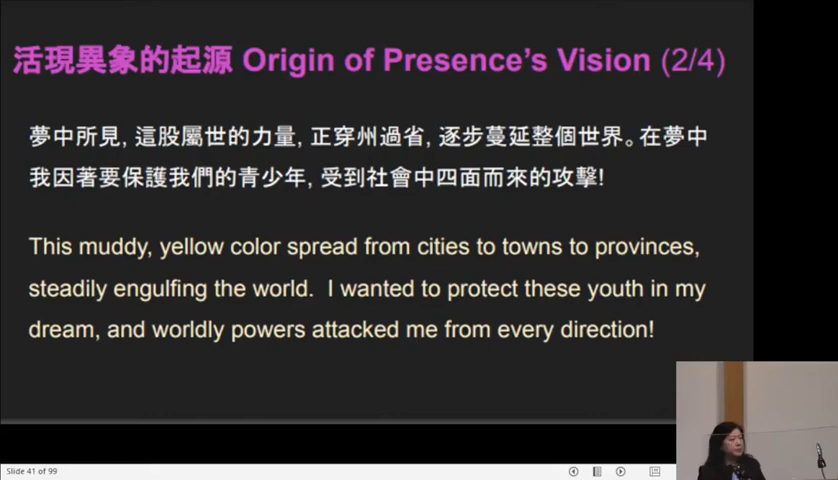 活現異象的起源 Origin of Presence's Vision (2/4)
夢中所見, 這股屬世的力量, 正穿州過省, 逐步蔓延整個世界。在夢中
我因著要保護我們的青少年, 受到社會中四面而來的攻擊!
This muddy, yellow color spread from cities to towns to provinces,
steadily engulfing the world.  I wanted to protect these youth in my
dream, and worldly powers attacked me from every direction!
Slide 41 of 99